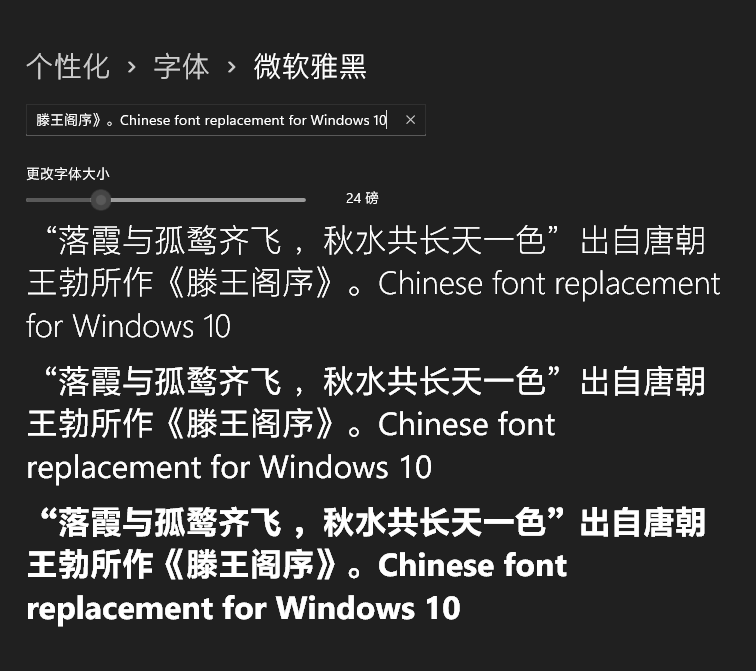 个性化 › 字体 › 微软雅黑
滕王阁序》。Chinese font replacement for Windows 10 ×
更改字体大小
24 磅
“落霞与孤鹜齐飞 ，秋水共长天一色”出自唐朝
王勃所作《滕王阁序》。Chinese font replacement
for Windows 10
“落霞与孤鹜齐飞 ，秋水共长天一色”出自唐朝
王勃所作《滕王阁序》。Chinese font
replacement for Windows 10
“落霞与孤鹜齐飞 ，秋水共长天一色”出自唐朝
王勃所作《滕王阁序》。Chinese font
replacement for Windows 10